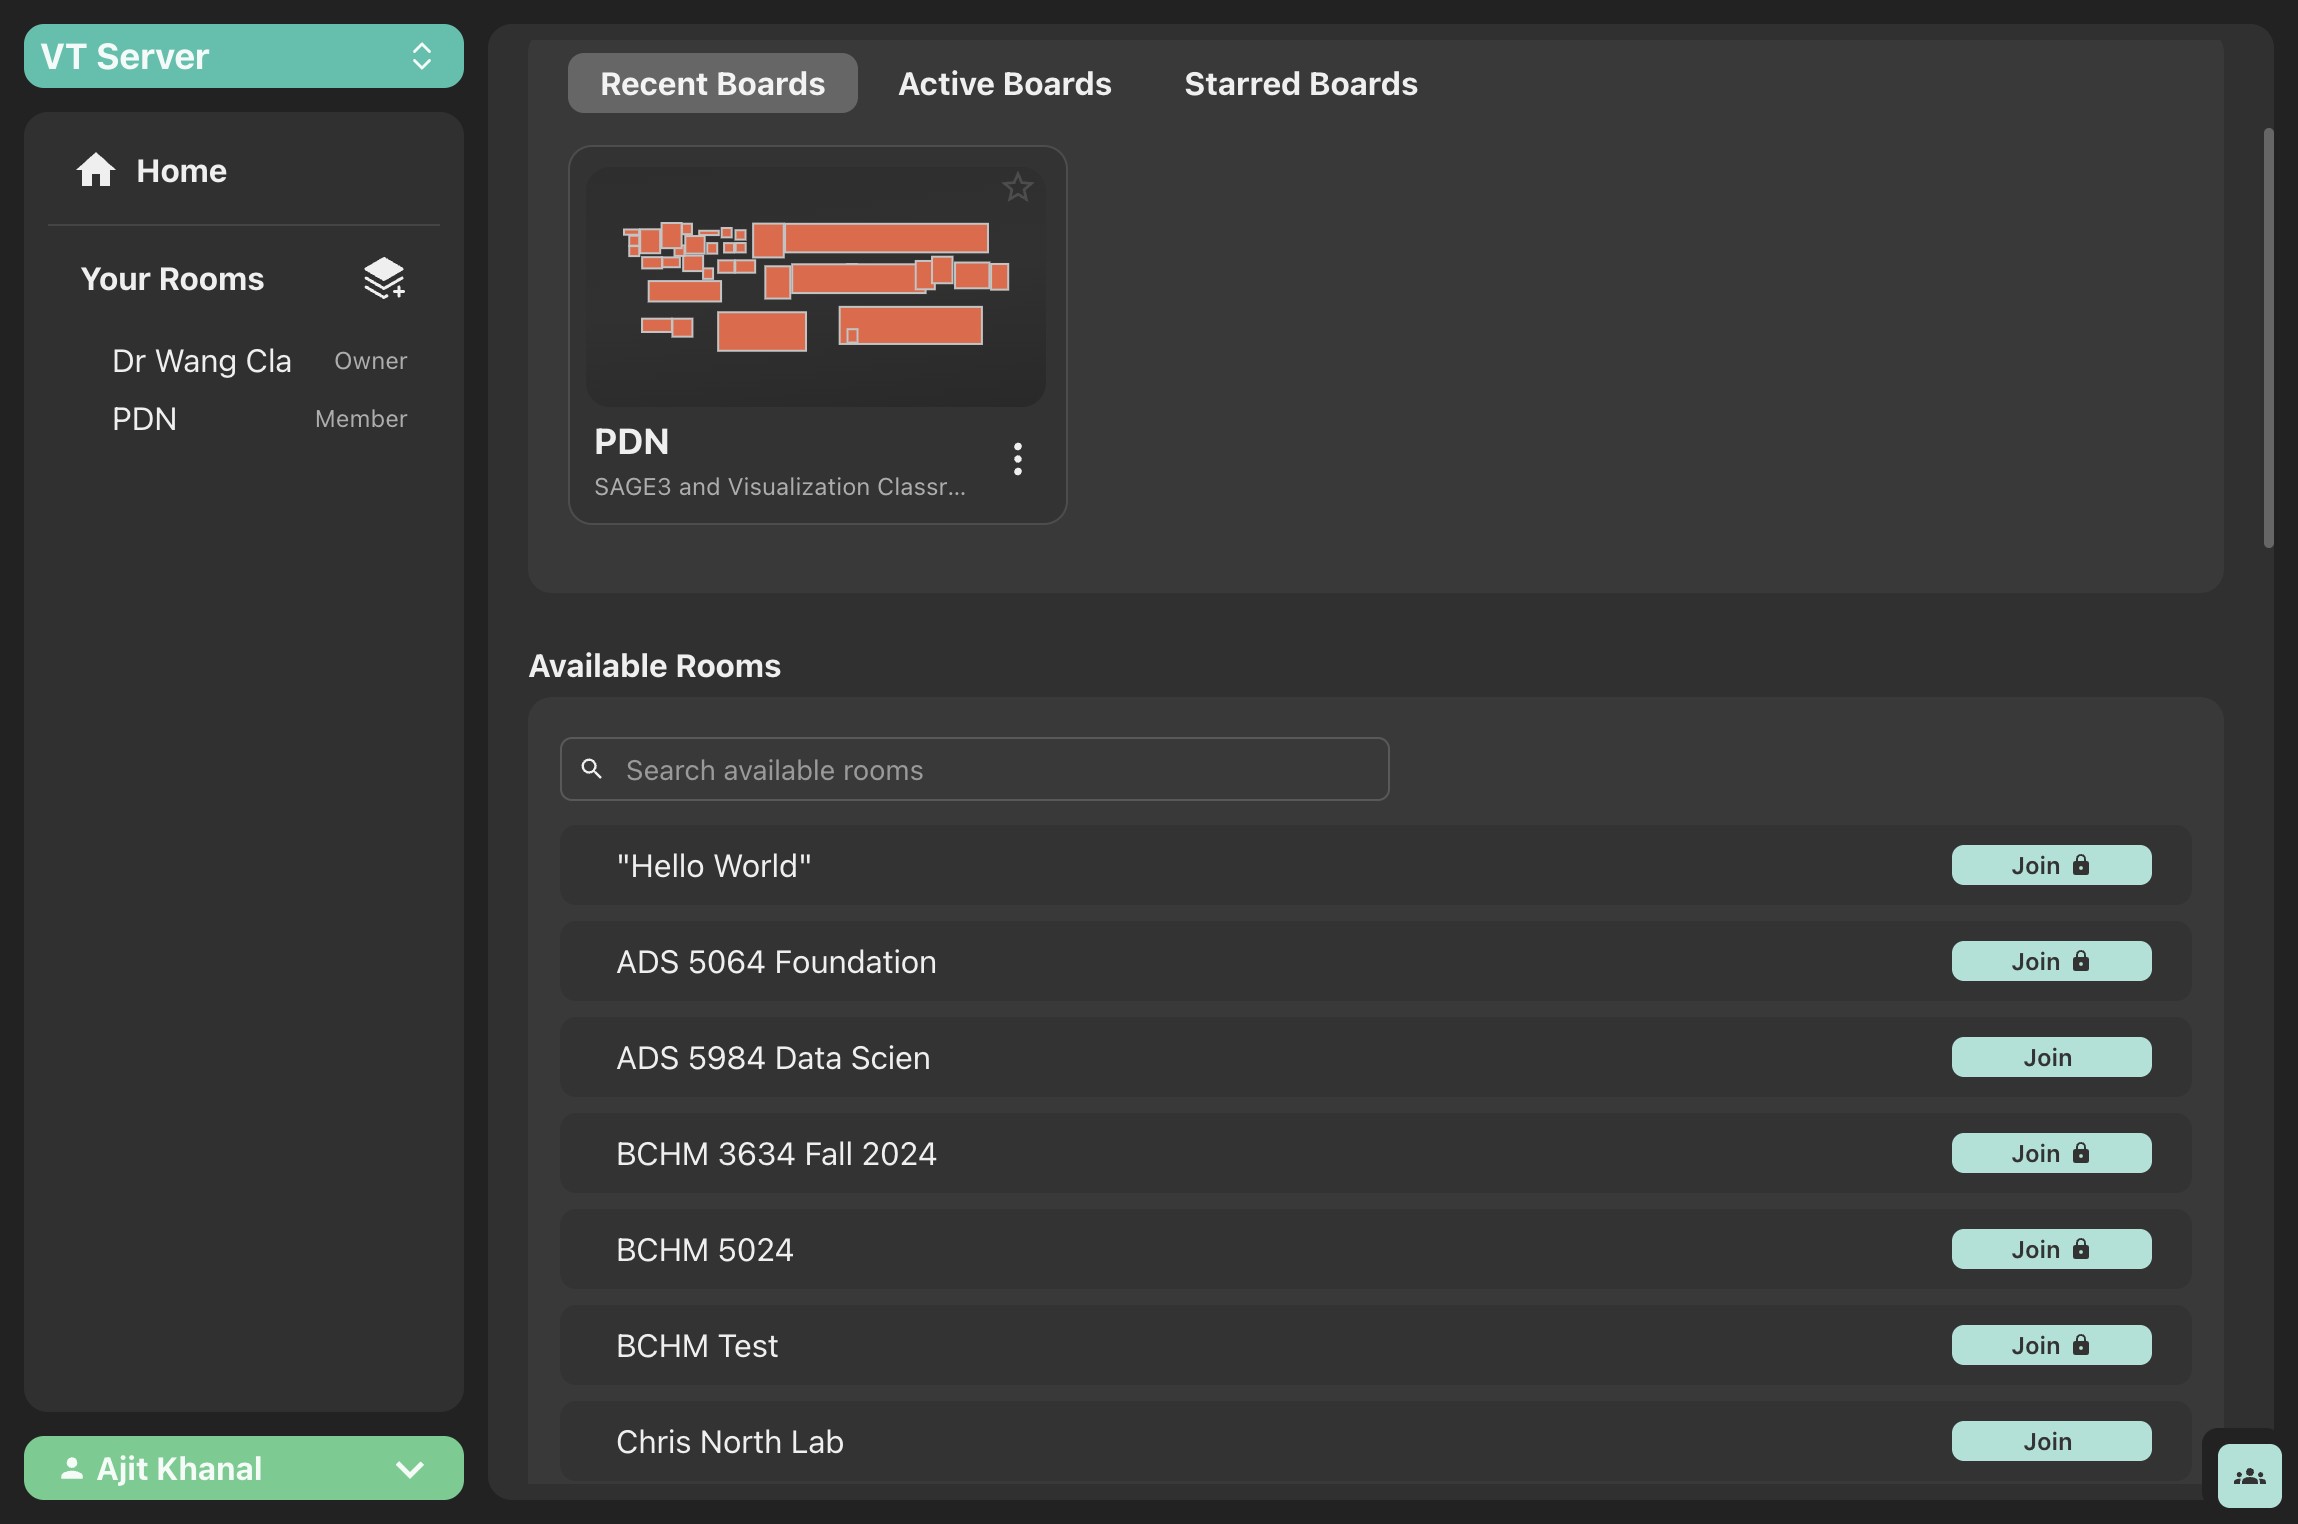 VT Server
Home
Your Rooms
Dr Wang Cla Owner
PDN Member
Ajit Khanal
Recent Boards Active Boards Starred Boards
PDN
SAGE3 and Visualization Classr...
Available Rooms
Search available rooms
"Hello World" Join
ADS 5064 Foundation Join
ADS 5984 Data Scien Join
BCHM 3634 Fall 2024 Join
BCHM 5024 Join
BCHM Test Join
Chris North Lab Join